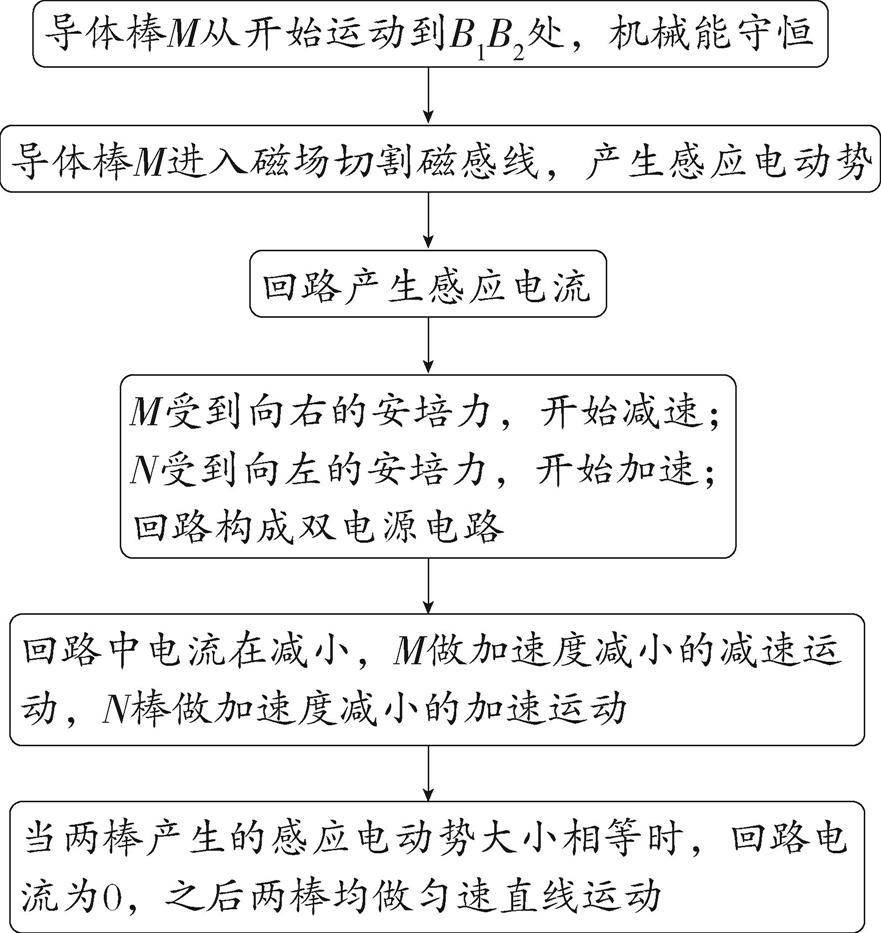 导体棒M从开始运动到B₁B₂处，机械能守恒
导体棒M进入磁场切割磁感线，产生感应电动势
回路产生感应电流
M受到向右的安培力，开始减速；
N受到向左的安培力，开始加速；
回路构成双电源电路
回路中电流在减小，M做加速度减小的减速运
动，N棒做加速度减小的加速运动
当两棒产生的感应电动势大小相等时，回路电
流为0，之后两棒均做匀速直线运动